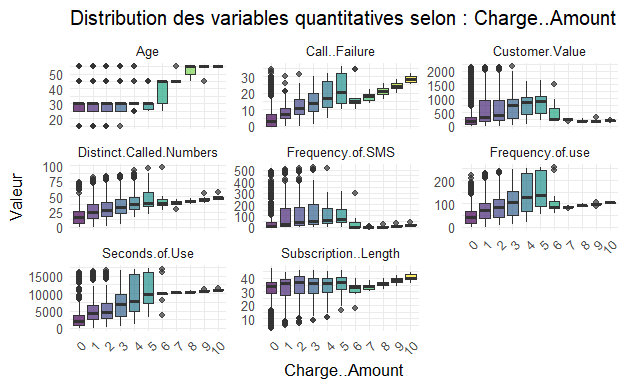 Distribution des variables quantitatives selon : Charge..Amount
Age
Call..Failure
Customer.Value
50
40
30
20
30
20
10
0
2000
1500
1000
500
0
Distinct.Called.Numbers
Frequency.of.SMS
Frequency.of.use
100
75
50
25
0
500
400
300
200
100
0
200
100
0
Seconds.of.Use
Subscription..Length
0 1 2 3 4 5 6 7 8 9 10
15000
10000
5000
0
40
30
20
10
0 1 2 3 4 5 6 7 8 9 10
0 1 2 3 4 5 6 7 8 9 10
Valeur
Charge..Amount